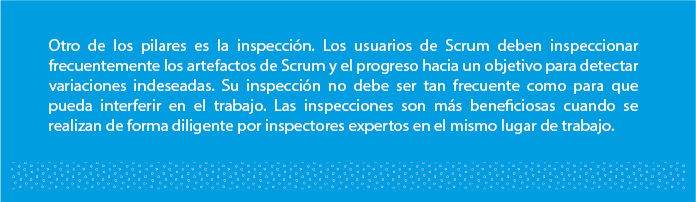 Otro de los pilares es la inspección. Los usuarios de Scrum deben inspeccionar
frecuentemente los artefactos de Scrum y el progreso hacia un objetivo para detectar
variaciones indeseadas. Su inspección no debe ser tan frecuente como para que
pueda interferir en el trabajo. Las inspecciones son más beneficiosas cuando se
realizan de forma diligente por inspectores expertos en el mismo lugar de trabajo.